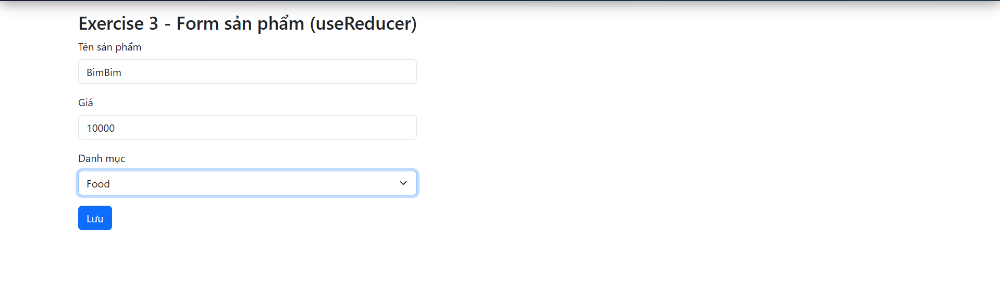 Exercise 3 - Form sản phẩm (useReducer)
Tên sản phẩm
BimBim
Giá
10000
Danh mục
Food
Lưu